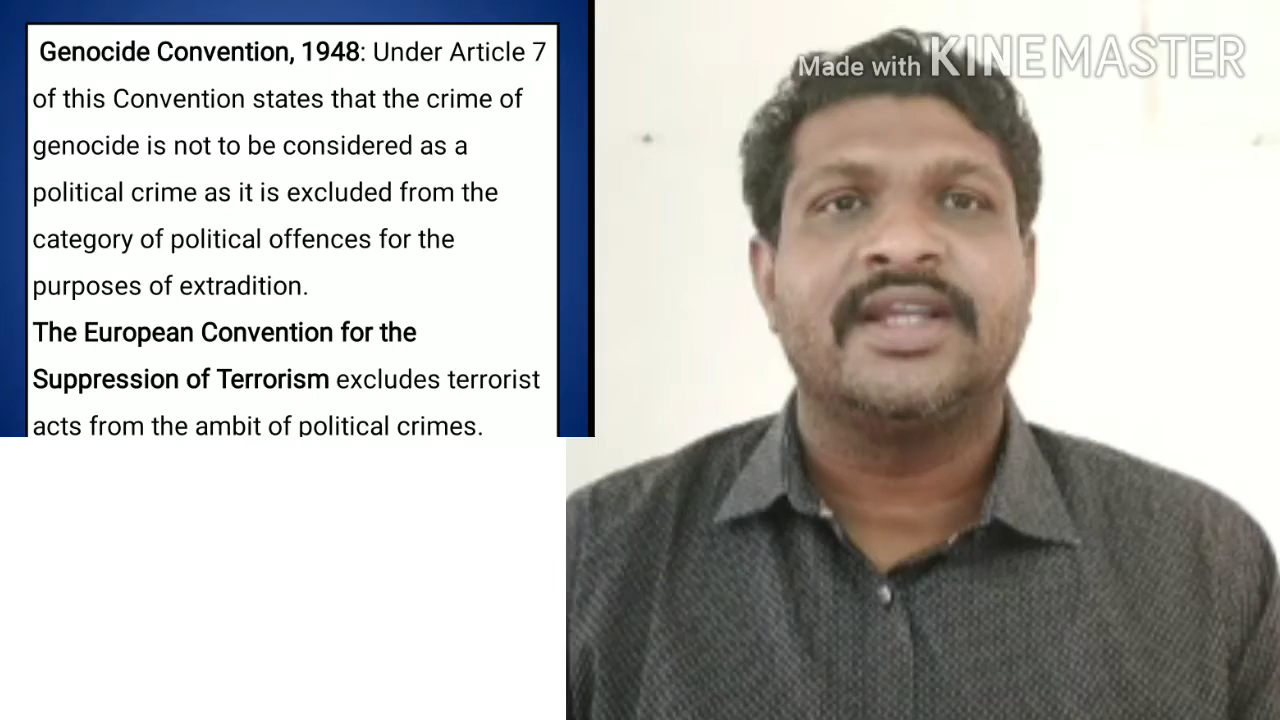 Genocide Convention, 1948: Under Article 7
of this Convention states that the crime of
genocide is not to be considered as a
political crime as it is excluded from the
category of political offences for the
purposes of extradition.
The European Convention for the
Suppression of Terrorism excludes terrorist
acts from the ambit of political crimes.
Made with KINEMASTER